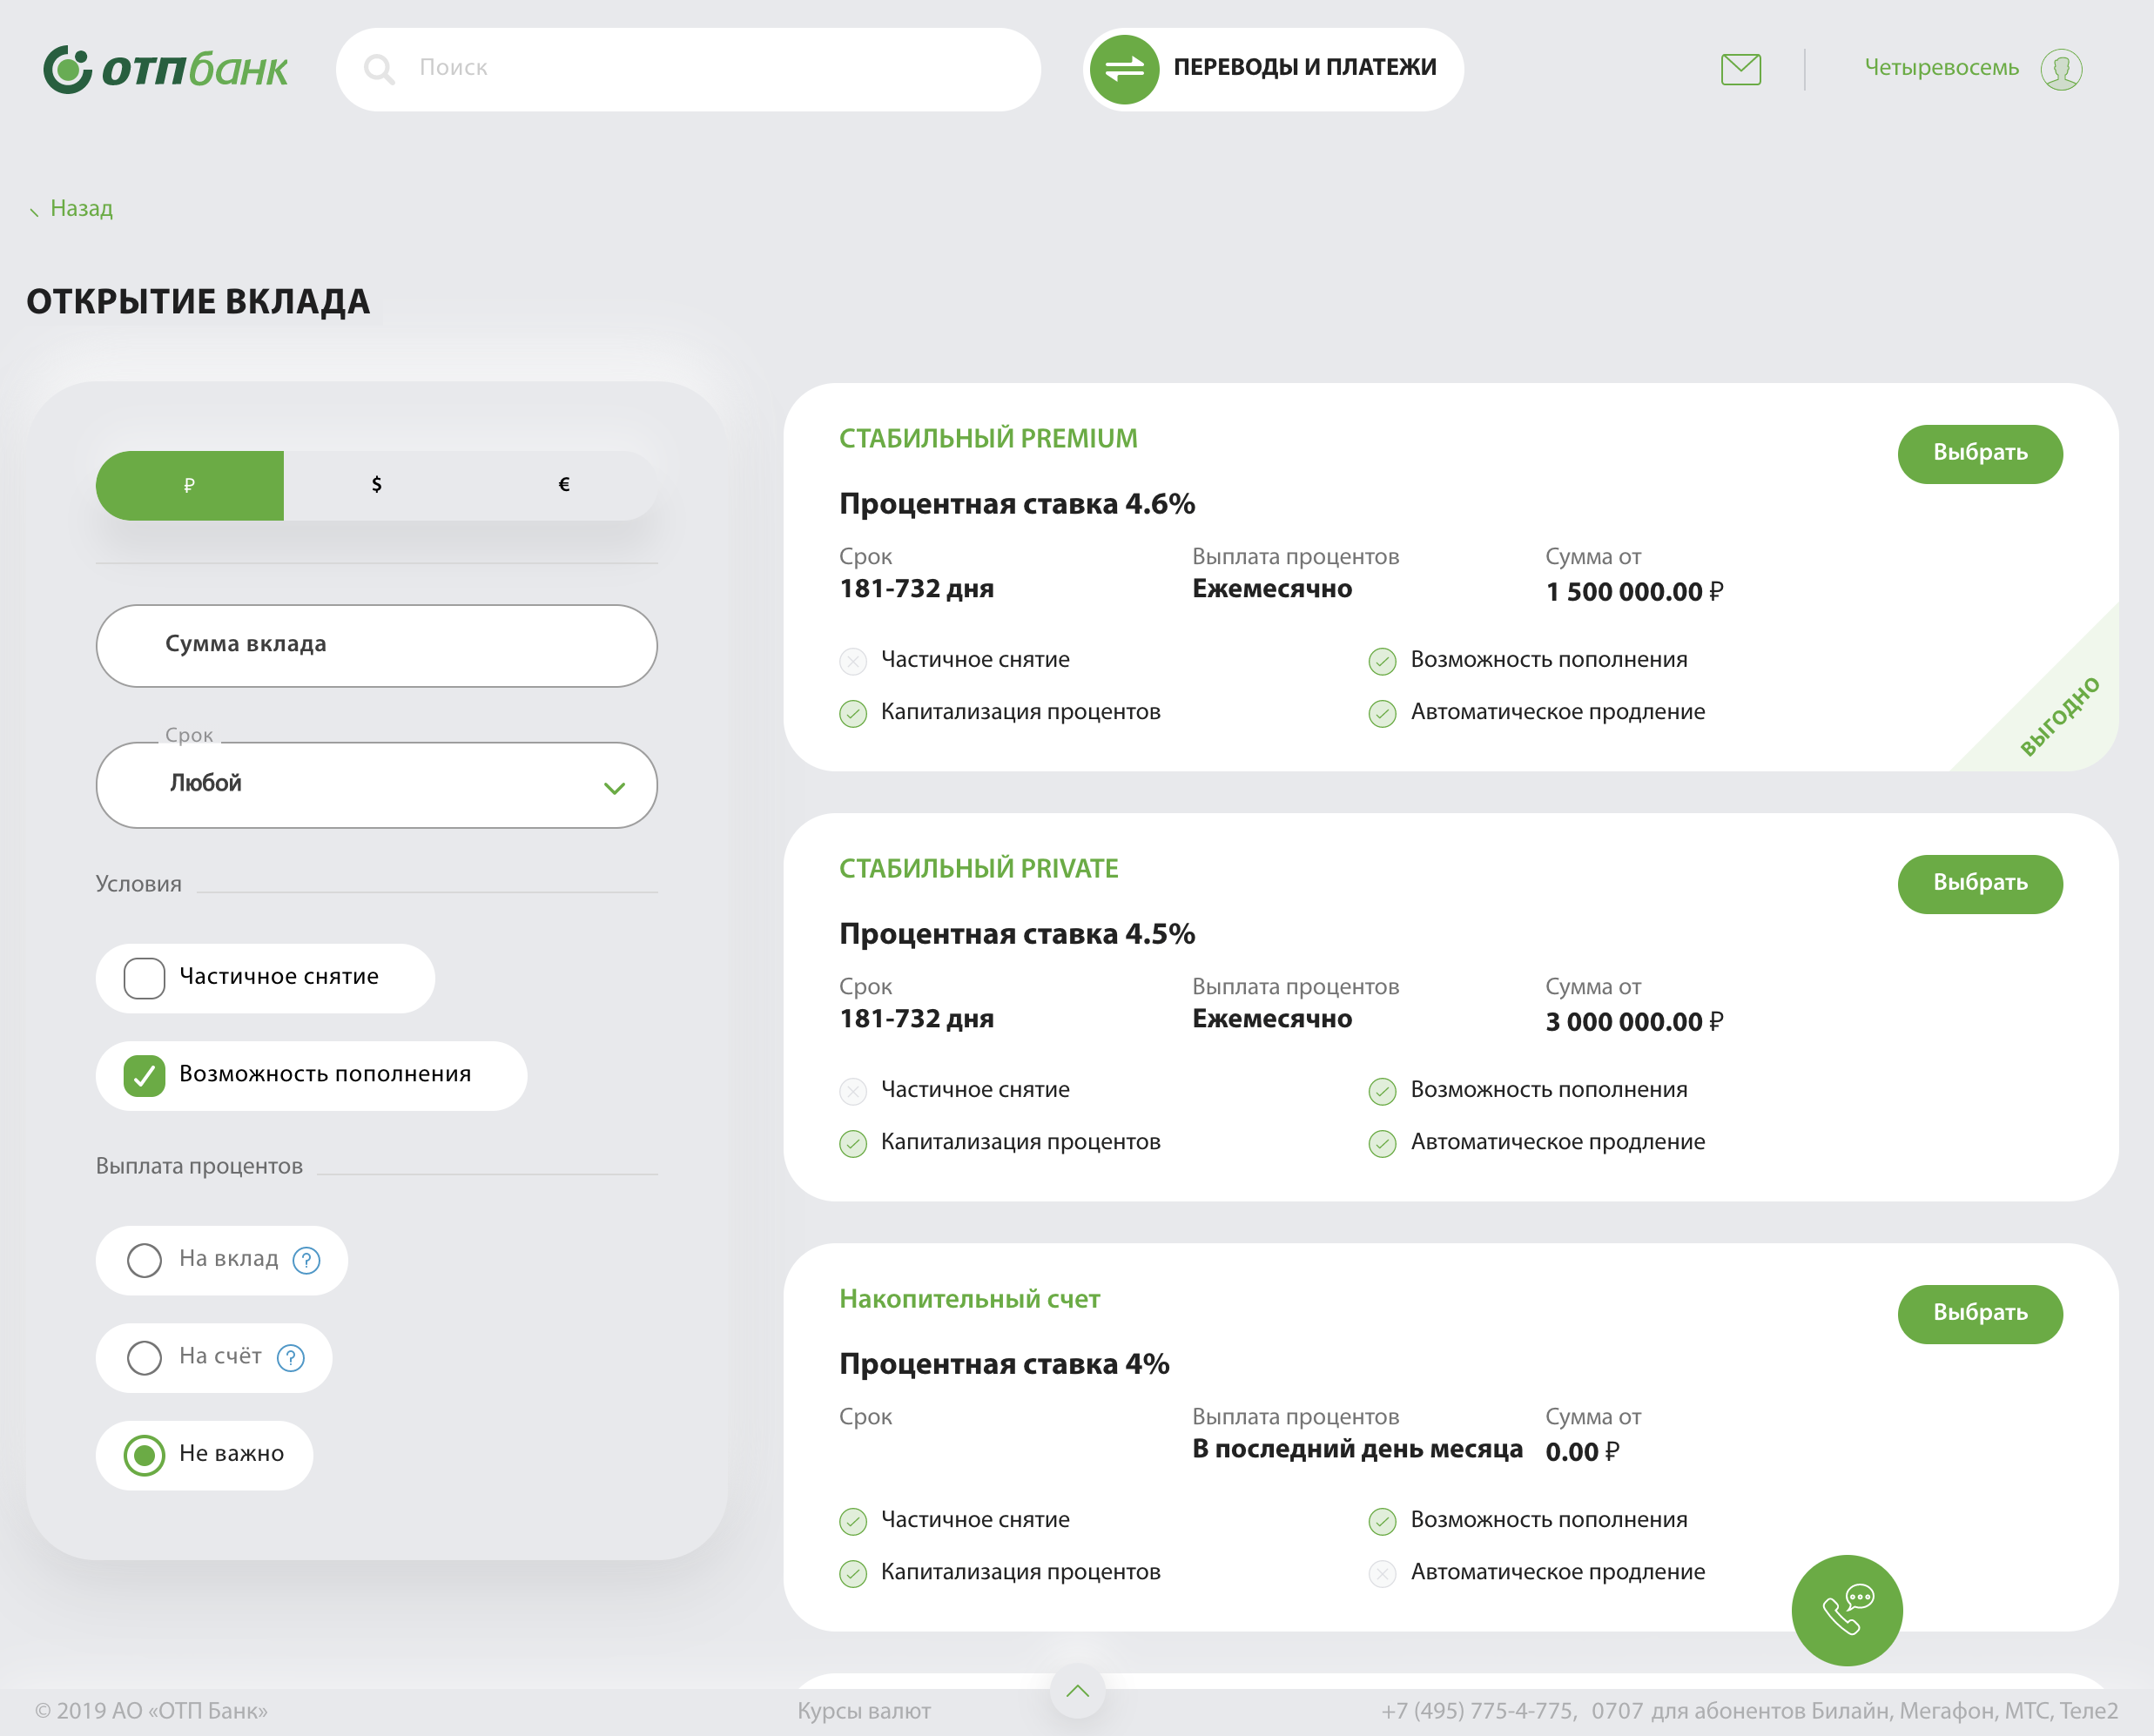 отпбанк
Поиск
ПЕРЕВОДЫ И ПЛАТЕЖИ
Четыревосемь
Назад
ОТКРЫТИЕ ВКЛАДА
₽ $ €
Сумма вклада
Срок
Любой
Условия
Частичное снятие
Возможность пополнения
Выплата процентов
На вклад ?
На счёт ?
Не важно
СТАБИЛЬНЫЙ PREMIUM
Выбрать
Процентная ставка 4.6%
Срок Выплата процентов Сумма от
181-732 дня Ежемесячно 1 500 000.00 ₽
Частичное снятие Возможность пополнения
Капитализация процентов Автоматическое продление
ВЫГОДНО
СТАБИЛЬНЫЙ PRIVATE
Выбрать
Процентная ставка 4.5%
Срок Выплата процентов Сумма от
181-732 дня Ежемесячно 3 000 000.00 ₽
Частичное снятие Возможность пополнения
Капитализация процентов Автоматическое продление
Накопительный счет
Выбрать
Процентная ставка 4%
Срок Выплата процентов Сумма от
В последний день месяца 0.00 ₽
Частичное снятие Возможность пополнения
Капитализация процентов Автоматическое продление
© 2019 АО «ОТП Банк» Курсы валют +7 (495) 775-4-775, 0707 для абонентов Билайн, Мегафон, МТС, Теле2